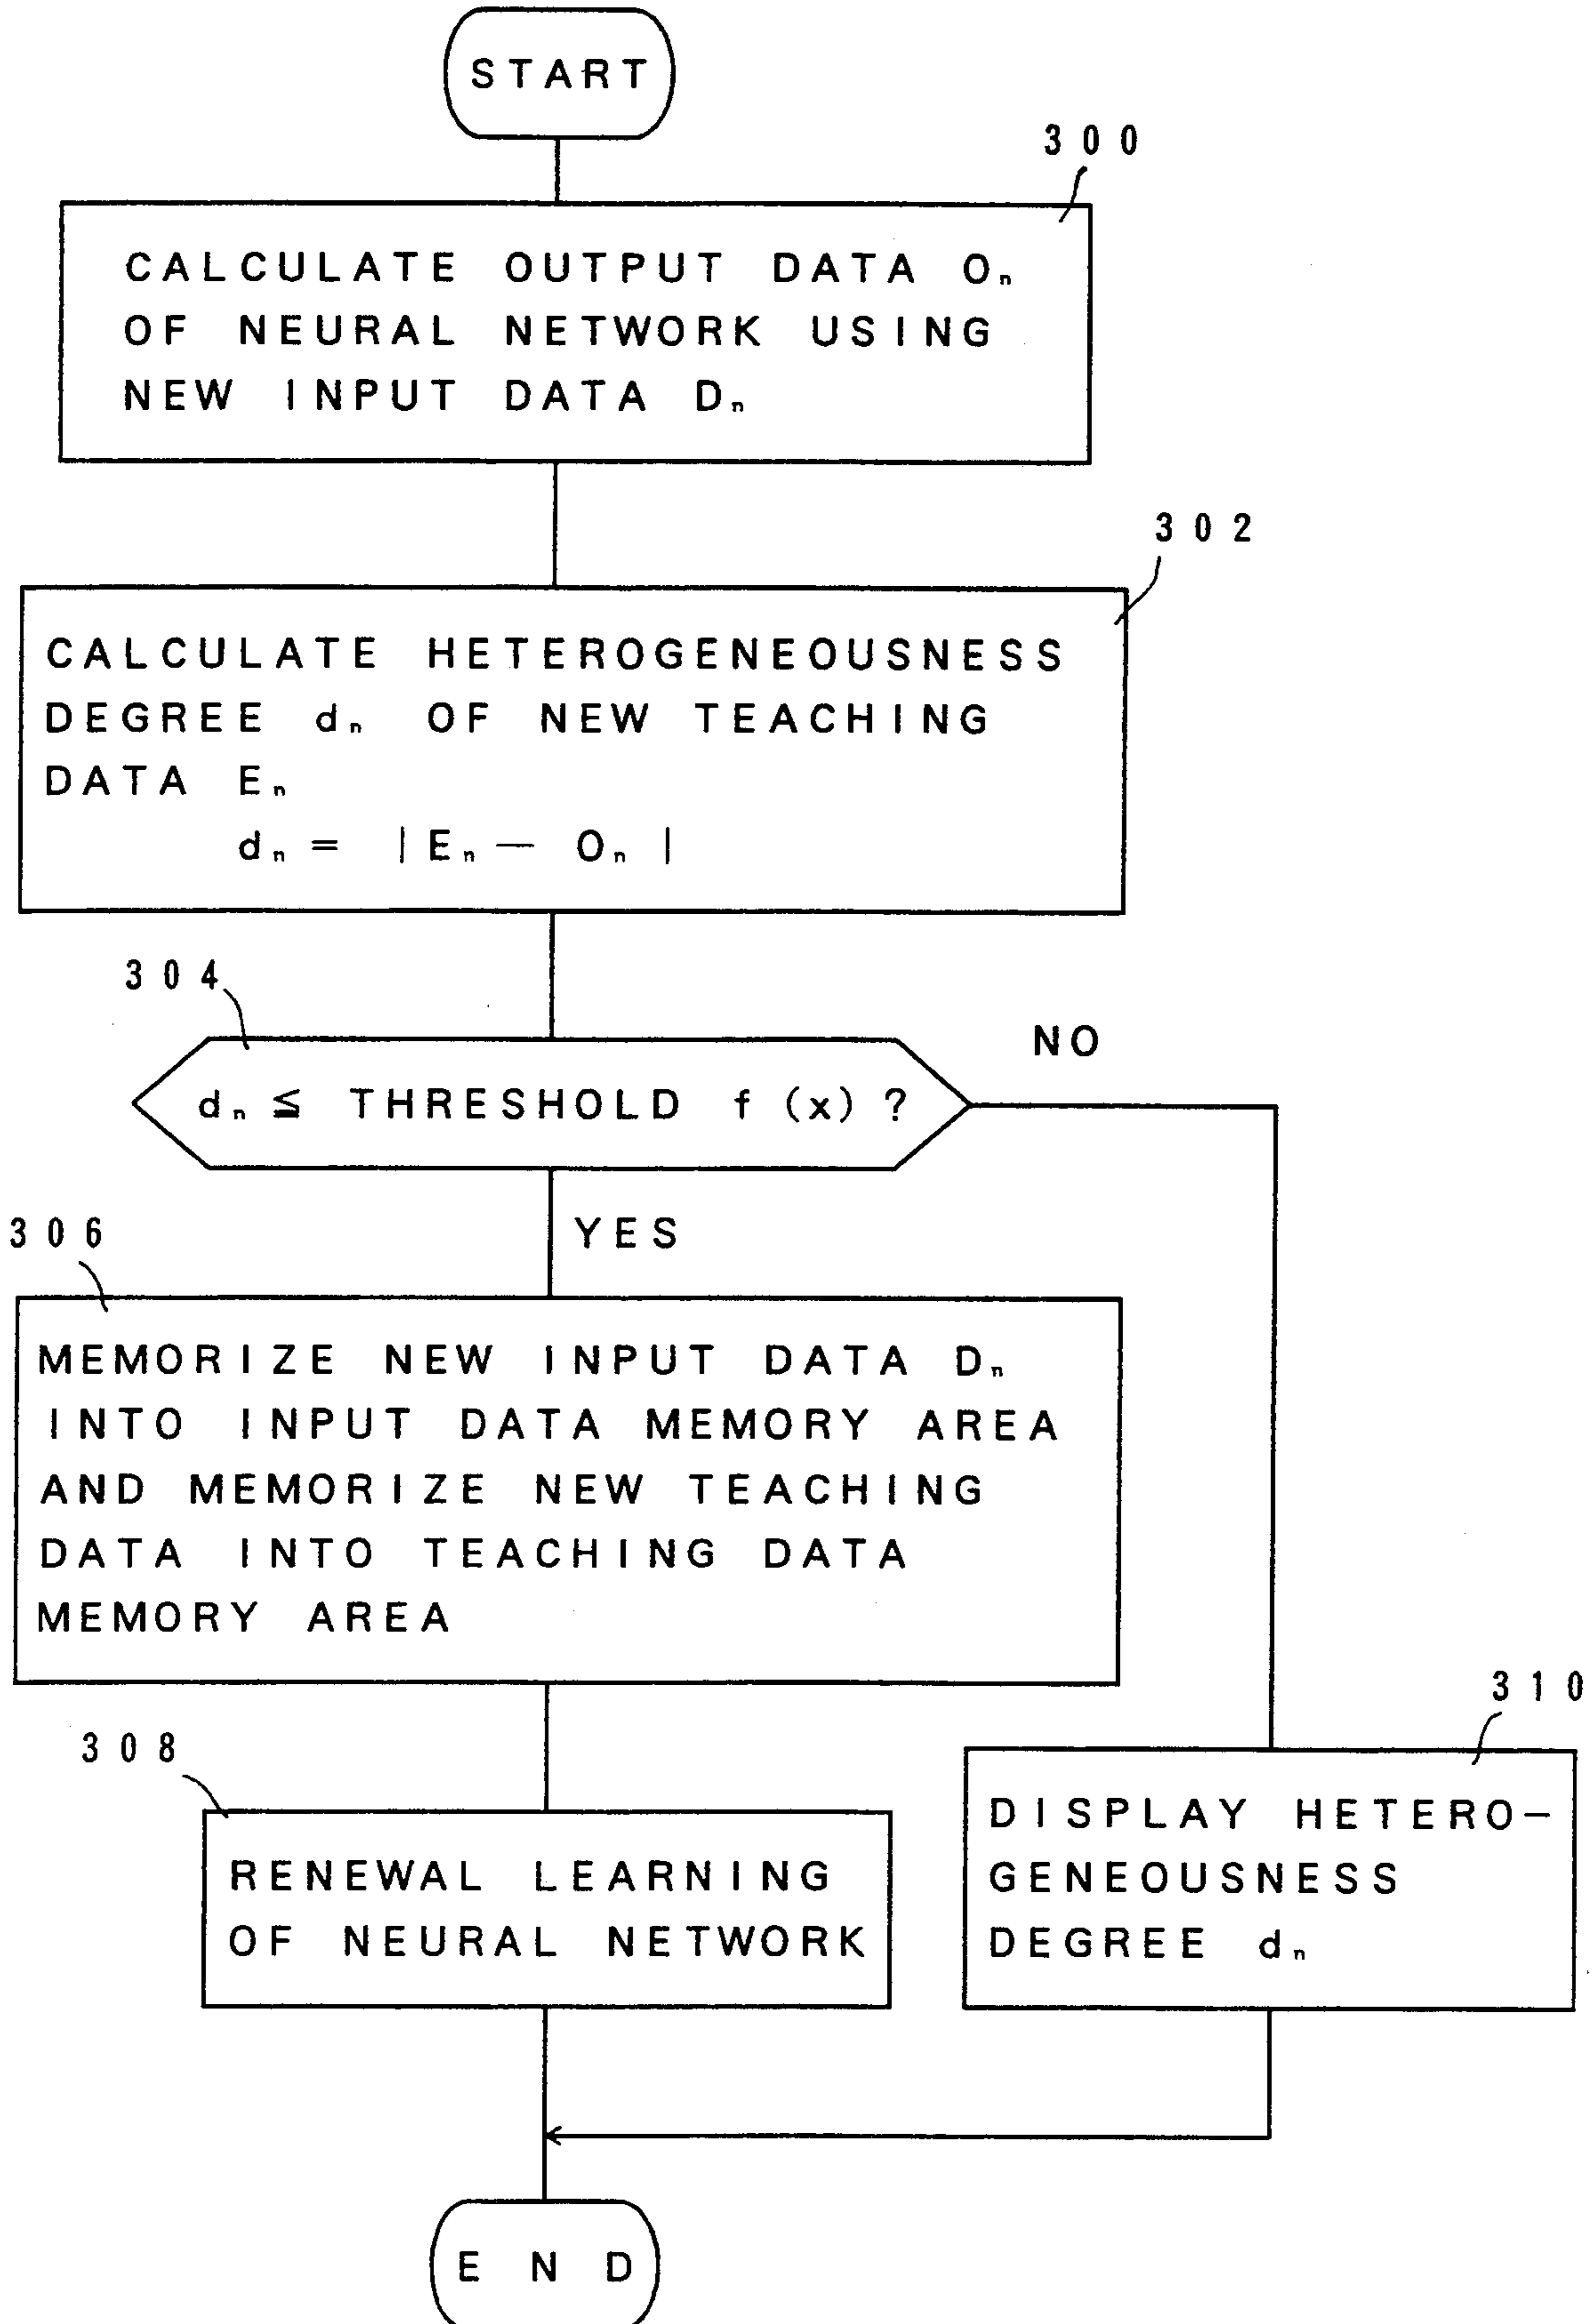 START
300
CALCULATE OUTPUT DATA Oₙ
OF NEURAL NETWORK USING
NEW INPUT DATA Dₙ
302
CALCULATE HETEROGENEOUSNESS
DEGREE dₙ OF NEW TEACHING
DATA Eₙ
dₙ = |Eₙ — Oₙ|
304
NO
dₙ ≦ THRESHOLD f (x) ?
306
YES
MEMORIZE NEW INPUT DATA Dₙ
INTO INPUT DATA MEMORY AREA
AND MEMORIZE NEW TEACHING
DATA INTO TEACHING DATA
MEMORY AREA
308
RENEWAL LEARNING
OF NEURAL NETWORK
310
DISPLAY HETERO—
GENEOUSNESS
DEGREE dₙ
END